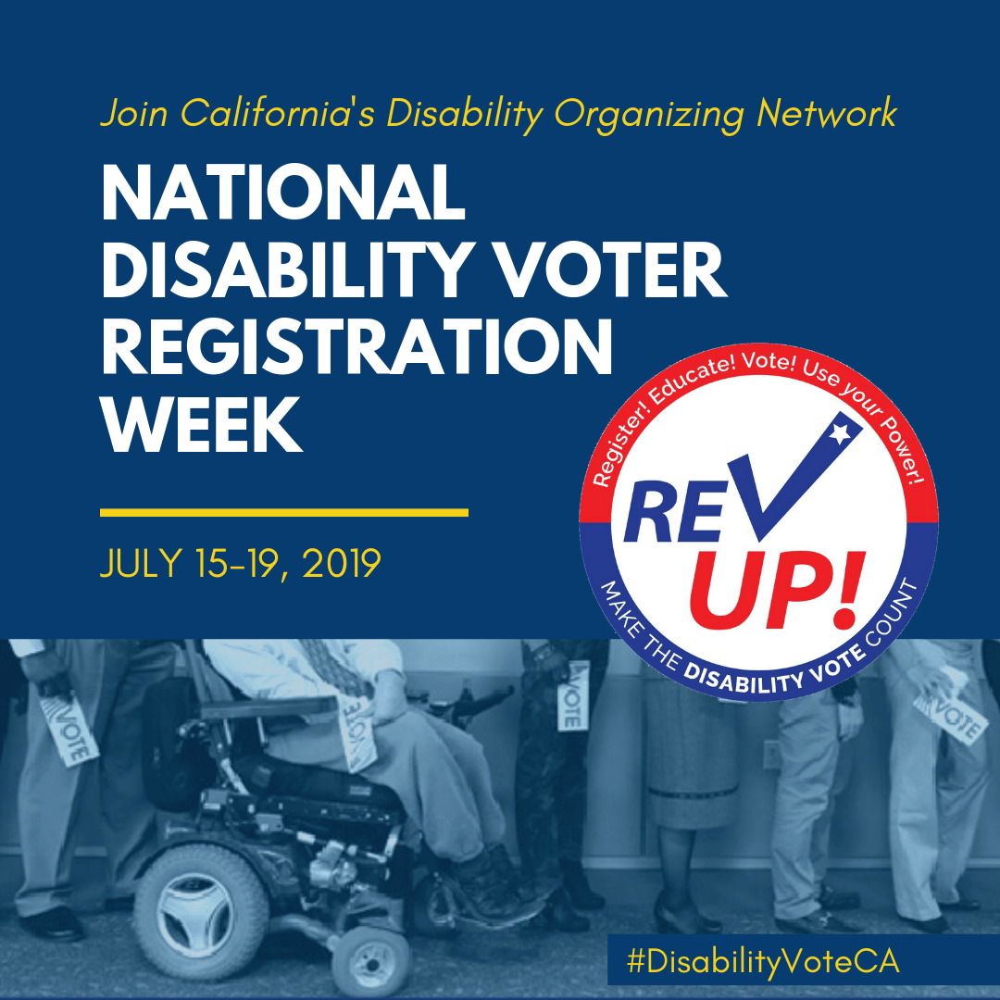 Join California's Disability Organizing Network
NATIONAL
DISABILITY VOTER
REGISTRATION
WEEK
JULY 15-19, 2019
Register! Educate! Vote! Use your Power!
REV
UP!
MAKE THE DISABILITY VOTE COUNT
VOTE
VOTE
VOTE
VOTE
#DisabilityVoteCA